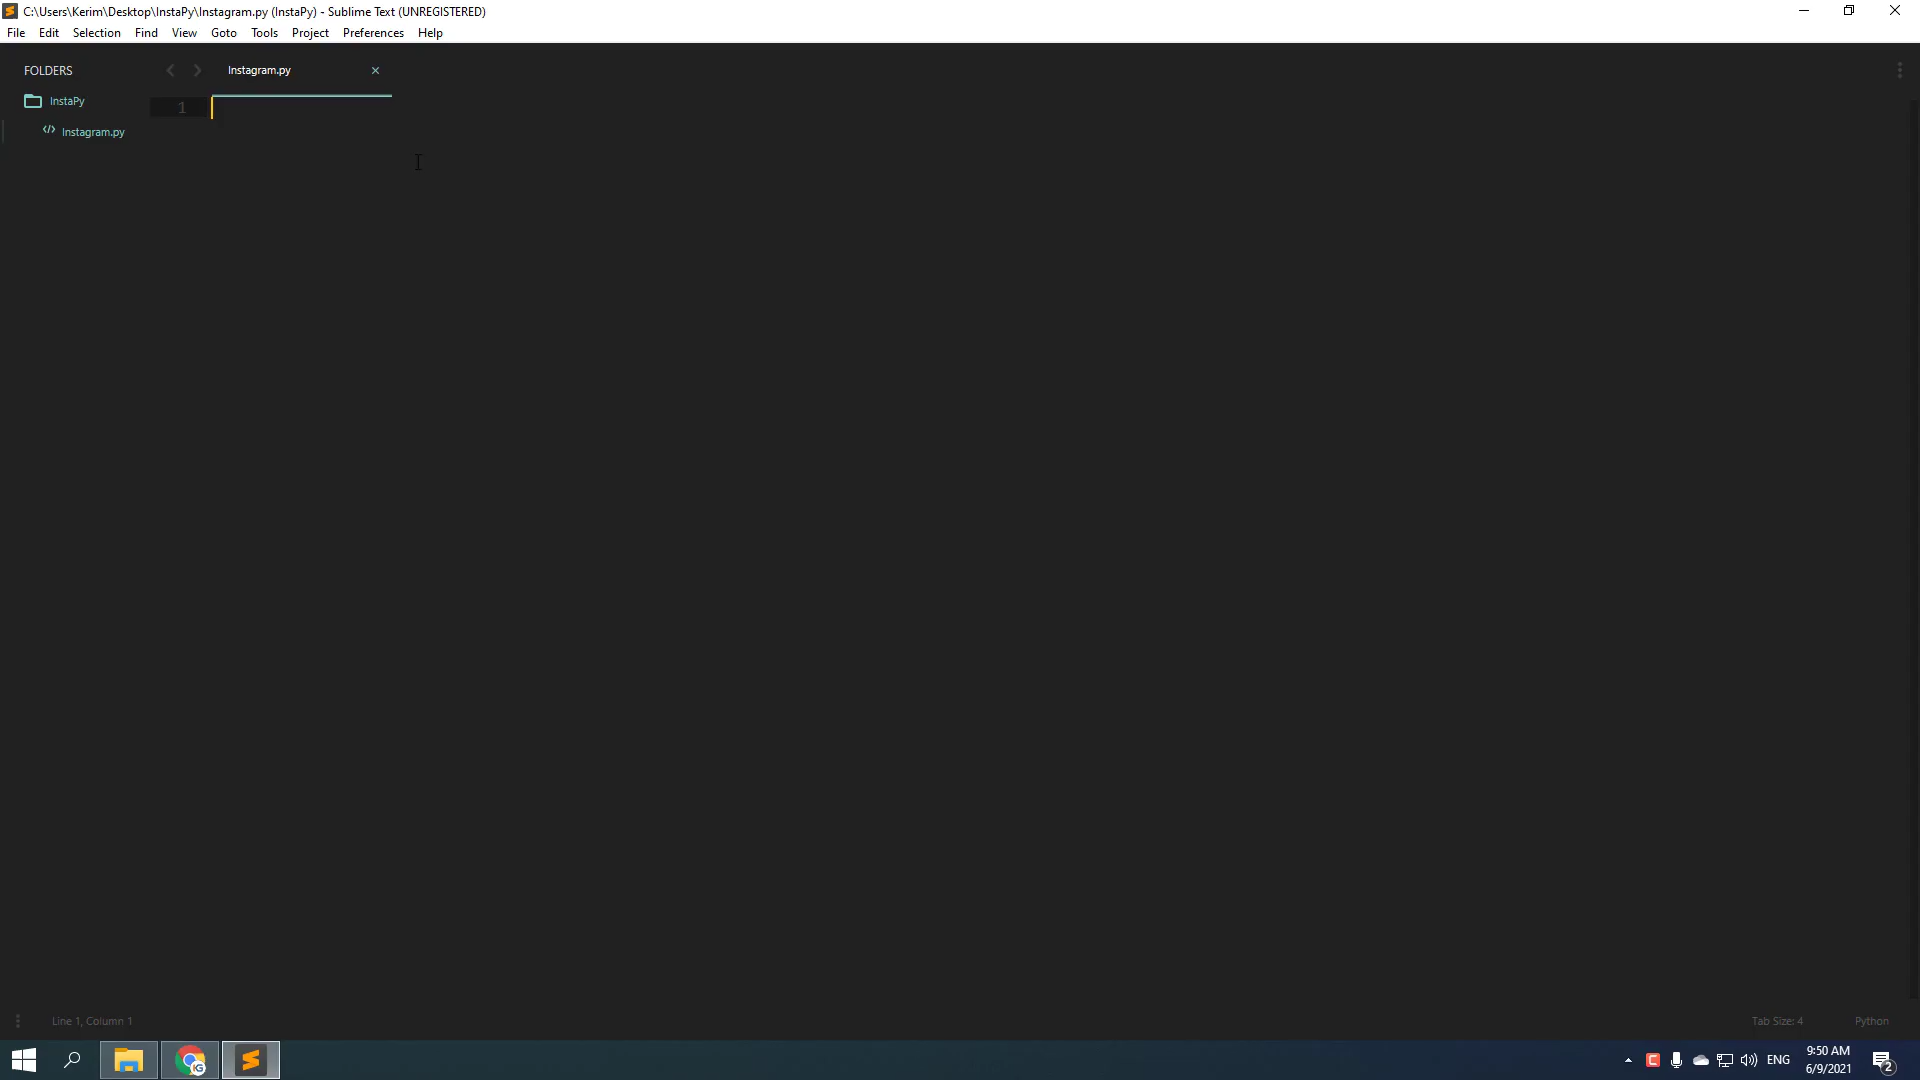 C:\Users\Kerim\Desktop\InstaPy\Instagram.py (InstaPy) - Sublime Text (UNREGISTERED)
File Edit Selection Find View Goto Tools Project Preferences Help
FOLDERS
Instagram.py
InstaPy
1
Instagram.py
Line 1, Column 1
Tab Size: 4
Python
ENG
9:50 AM
6/9/2021
2